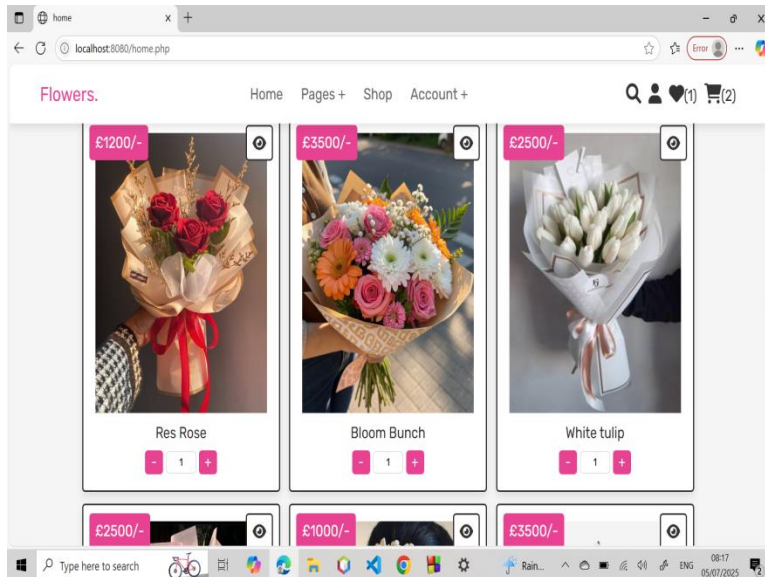 home
localhost:8080/home.php
Error
Flowers.
Home Pages + Shop Account +
(1) (2)
£1200/-
£3500/-
£2500/-
Res Rose
Bloom Bunch
White tulip
- 1 +
- 1 +
- 1 +
£2500/-
£1000/-
£3500/-
Type here to search
Rain...
ENG
08:17
05/07/2025
2